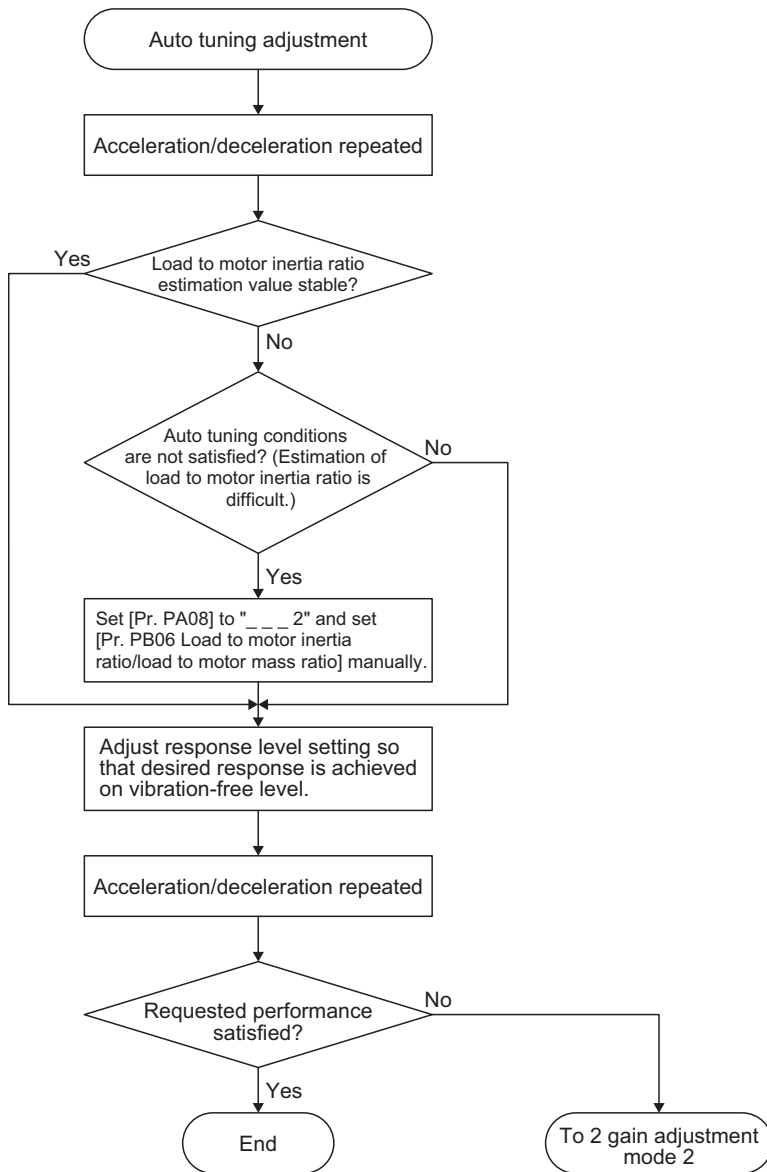 Auto tuning adjustment
Acceleration/deceleration repeated
Yes
Load to motor inertia ratio
estimation value stable?
No
Auto tuning conditions
are not satisfied? (Estimation of
load to motor inertia ratio is
difficult.)
No
Yes
Set [Pr. PA08] to "_ _ _ 2" and set
[Pr. PB06 Load to motor inertia
ratio/load to motor mass ratio] manually.
Adjust response level setting so
that desired response is achieved
on vibration-free level.
Acceleration/deceleration repeated
Requested performance
satisfied?
No
Yes
End
To 2 gain adjustment
mode 2